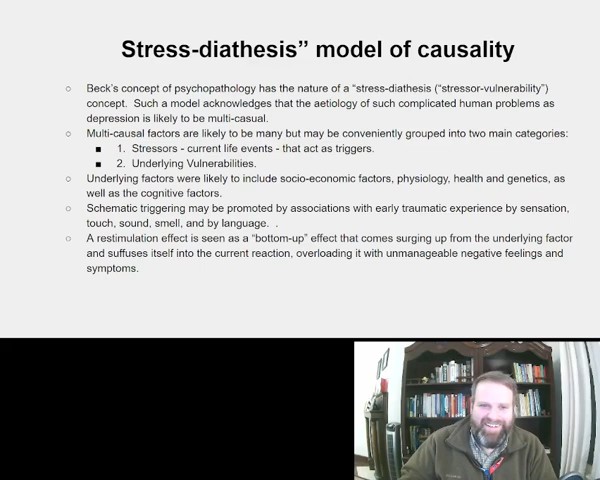 Stress-diathesis” model of causality
○ Beck's concept of psychopathology has the nature of a “stress-diathesis (“stressor-vulnerability”)
concept. Such a model acknowledges that the aetiology of such complicated human problems as
depression is likely to be multi-casual.
○ Multi-causal factors are likely to be many but may be conveniently grouped into two main categories:
■ 1. Stressors - current life events - that act as triggers.
■ 2. Underlying Vulnerabilities.
○ Underlying factors were likely to include socio-economic factors, physiology, health and genetics, as
well as the cognitive factors.
○ Schematic triggering may be promoted by associations with early traumatic experience by sensation,
touch, sound, smell, and by language. .
○ A restimulation effect is seen as a “bottom-up” effect that comes surging up from the underlying factor
and suffuses itself into the current reaction, overloading it with unmanageable negative feelings and
symptoms.